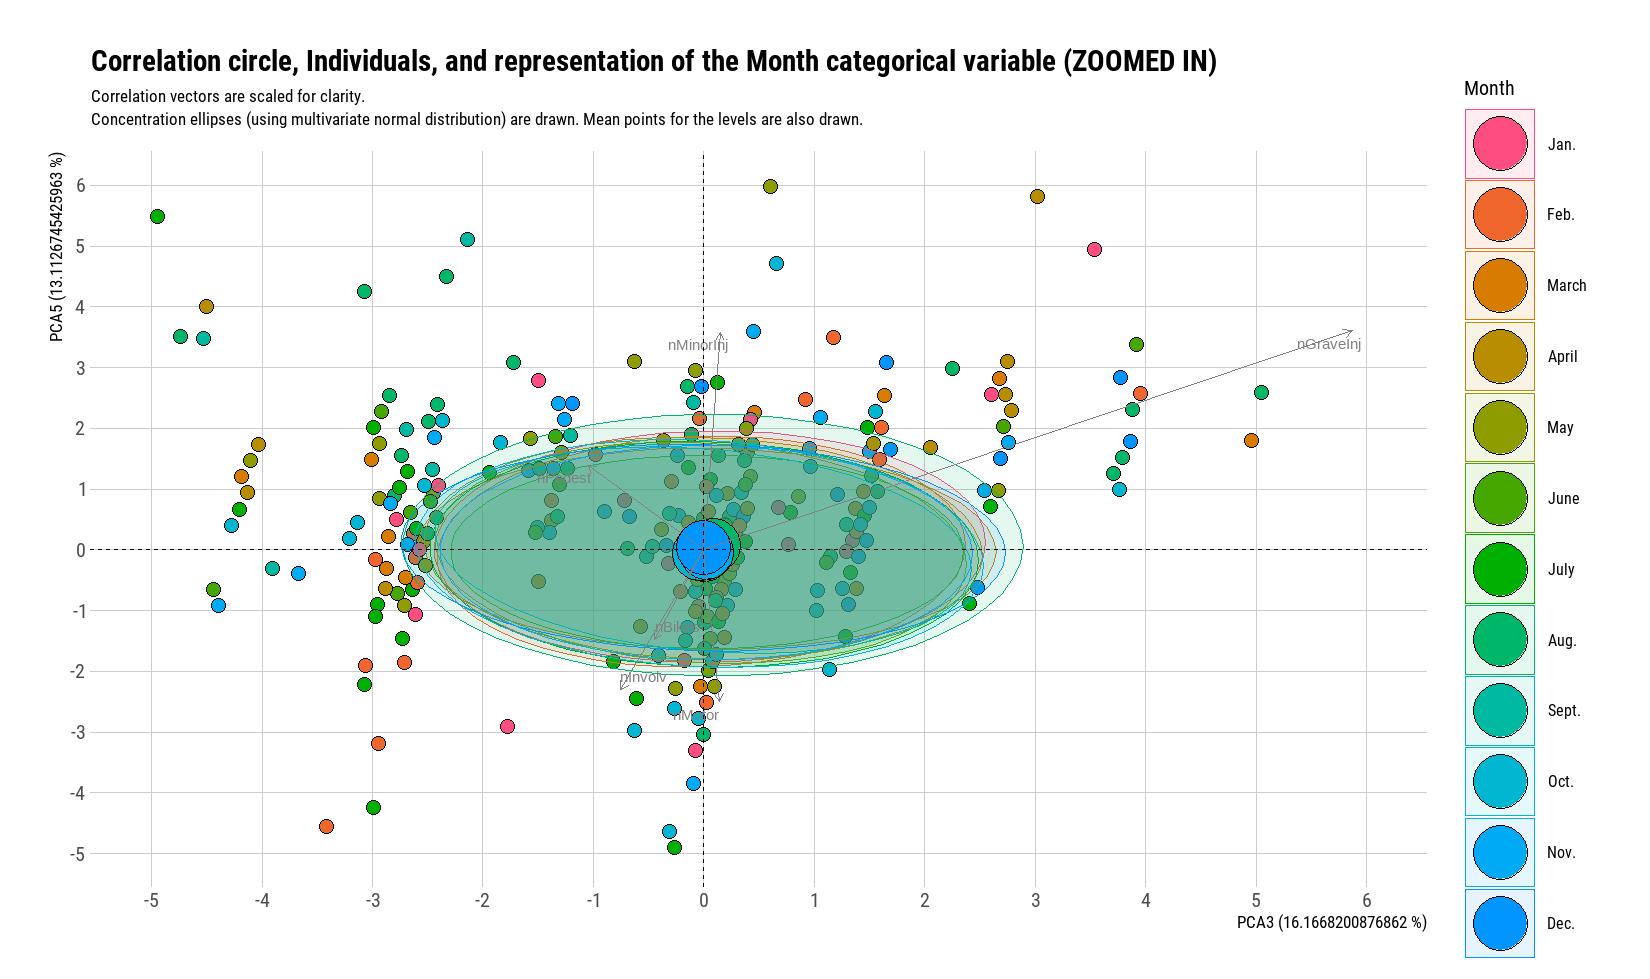 Correlation circle, Individuals, and representation of the Month categorical variable (ZOOMED IN)
Correlation vectors are scaled for clarity.
Concentration ellipses (using multivariate normal distribution) are drawn. Mean points for the levels are also drawn.
Month
Jan.
Feb.
March
April
May
June
July
Aug.
Sept.
Oct.
Nov.
Dec.
PCA5 (13.1126745425963 %)
6
5
4
3
2
1
0
-1
-2
-3
-4
-5
nMinorInj
nGraveInj
nInvolv
-5
-4
-3
-2
-1
0
1
2
3
4
5
6
PCA3 (16.1668200876862 %)